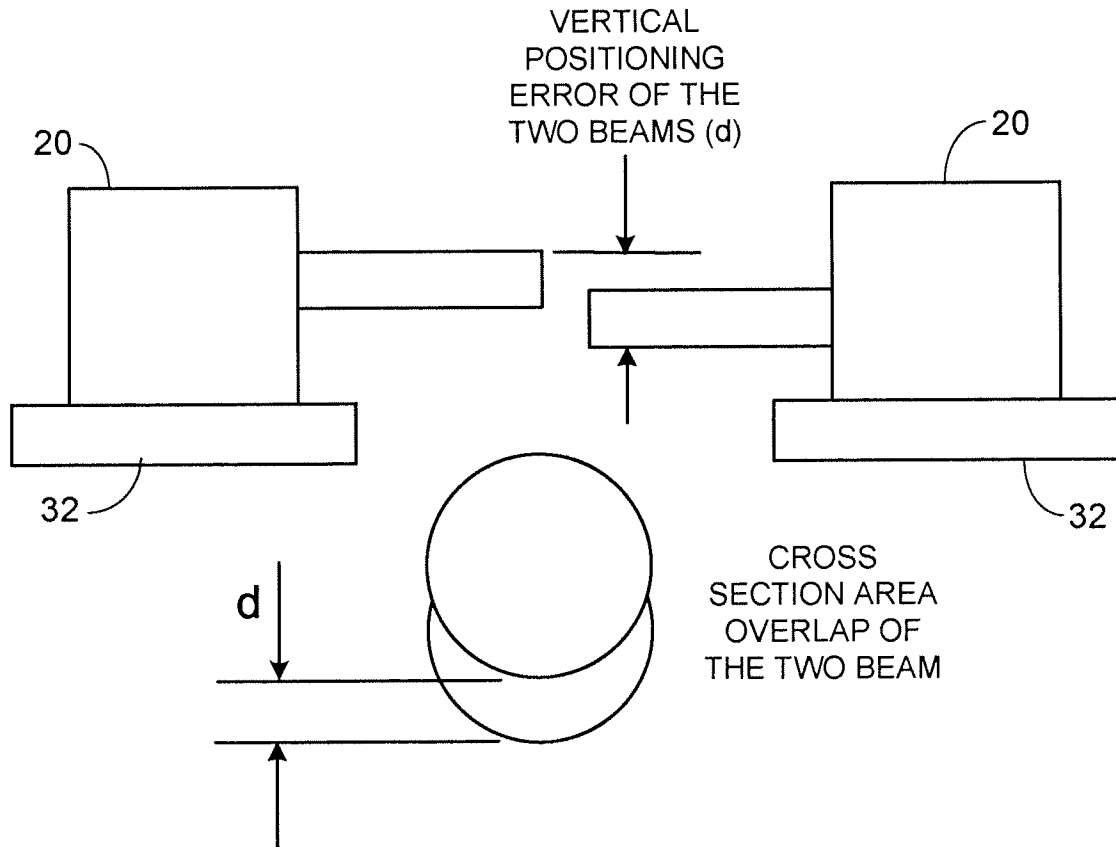 VERTICAL
POSITIONING
ERROR OF THE
TWO BEAMS (d)
20
20
32
32
d
CROSS
SECTION AREA
OVERLAP OF
THE TWO BEAM